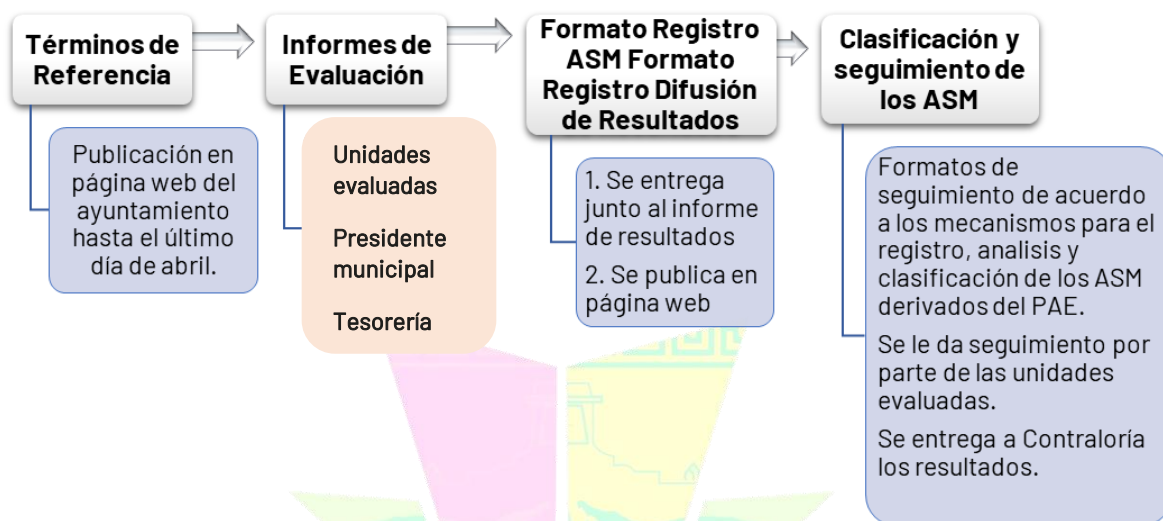 Términos de
Referencia
Publicación en
página web del
ayuntamiento
hasta el último
día de abril.
Informes de
Evaluación
Unidades
evaluadas
Presidente
municipal
Tesorería
Formato Registro
ASM Formato
Registro Difusión
de Resultados
1. Se entrega
junto al informe
de resultados
2. Se publica en
página web
Clasificación y
seguimiento de
los ASM
Formatos de
seguimiento de acuerdo
a los mecanismos para el
registro, analisis y
clasificación de los ASM
derivados del PAE.
Se le da seguimiento por
parte de las unidades
evaluadas.
Se entrega a Contraloría
los resultados.